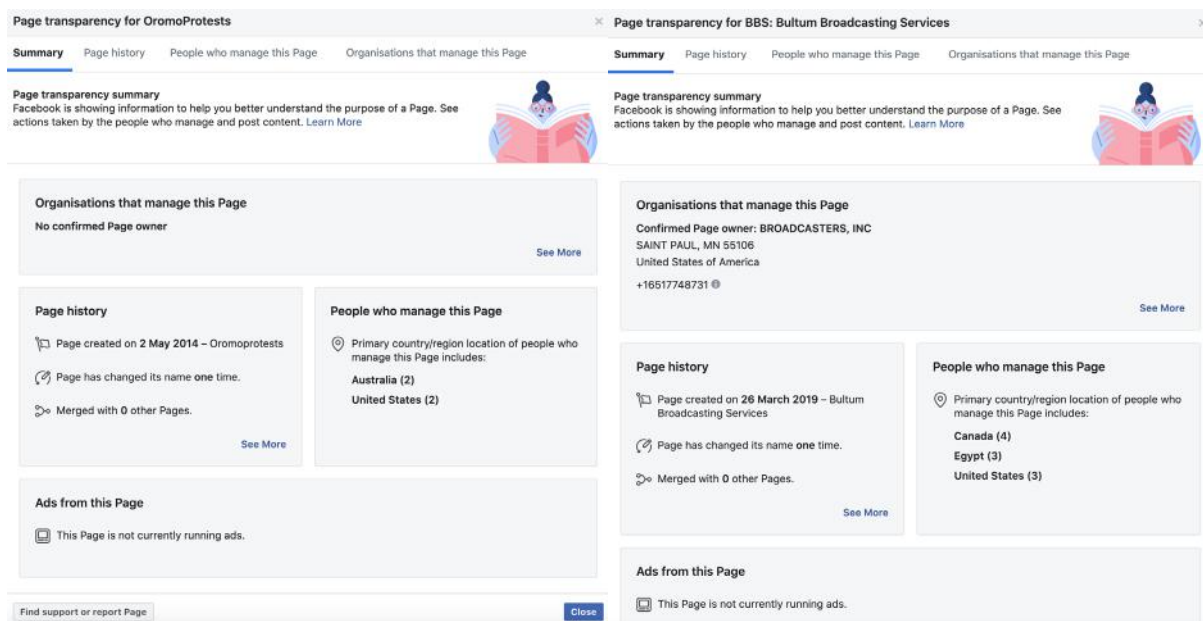 Page transparency for OromoProtests
Summary Page history People who manage this Page Organisations that manage this Page
Page transparency summary
Facebook is showing information to help you better understand the purpose of a Page. See
actions taken by the people who manage and post content. Learn More
Organisations that manage this Page
No confirmed Page owner
See More
Page history
Page created on 2 May 2014 – Oromoprotests
Page has changed its name one time.
Merged with 0 other Pages.
See More
People who manage this Page
Primary country/region location of people who
manage this Page includes:
Australia (2)
United States (2)
Ads from this Page
This Page is not currently running ads.
Find support or report Page
Close
Page transparency for BBS: Bultum Broadcasting Services
Summary Page history People who manage this Page Organisations that manage this Page
Page transparency summary
Facebook is showing information to help you better understand the purpose of a Page. See
actions taken by the people who manage and post content. Learn More
Organisations that manage this Page
Confirmed Page owner: BROADCASTERS, INC
SAINT PAUL, MN 55106
United States of America
+16517748731
See More
Page history
Page created on 26 March 2019 – Bultum
Broadcasting Services
Page has changed its name one time.
Merged with 0 other Pages.
See More
People who manage this Page
Primary country/region location of people who
manage this Page includes:
Canada (4)
Egypt (3)
United States (3)
Ads from this Page
This Page is not currently running ads.